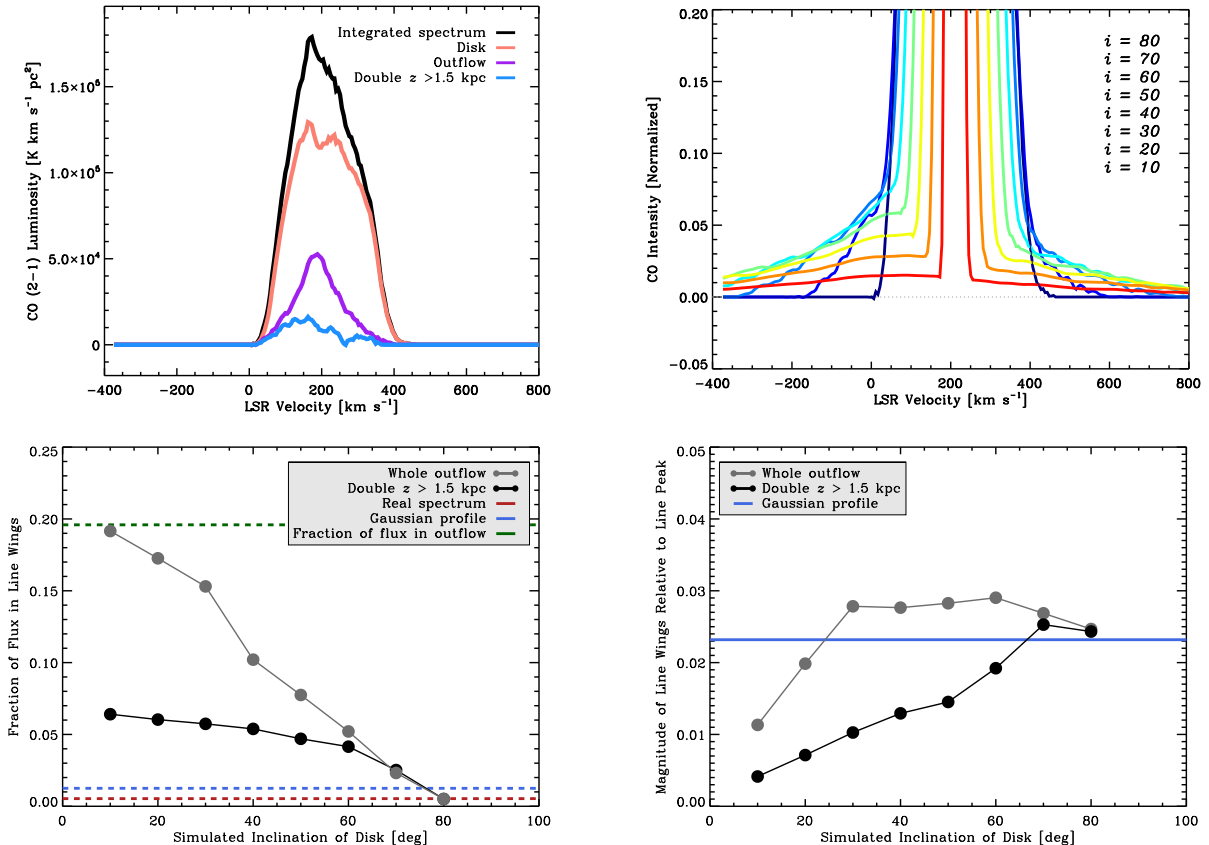 CO (2−1) Luminosity [K km s⁻¹ pc²]
1.5×10⁵
1.0×10⁵
5.0×10⁴
0
Integrated spectrum
Disk
Outflow
Double z >1.5 kpc
−400 −200 0 200 400 600 800
LSR Velocity [km s⁻¹]
CO Intensity [Normalized]
0.20
0.15
0.10
0.05
0.00
−0.05
i = 80
i = 70
i = 60
i = 50
i = 40
i = 30
i = 20
i = 10
−400 −200 0 200 400 600 800
LSR Velocity [km s⁻¹]
Fraction of Flux in Line Wings
0.25
0.20
0.15
0.10
0.05
0.00
Whole outflow
Double z > 1.5 kpc
Real spectrum
Gaussian profile
Fraction of flux in outflow
0 20 40 60 80 100
Simulated Inclination of Disk [deg]
Magnitude of Line Wings Relative to Line Peak
0.05
0.04
0.03
0.02
0.01
0.00
Whole outflow
Double z > 1.5 kpc
Gaussian profile
0 20 40 60 80 100
Simulated Inclination of Disk [deg]